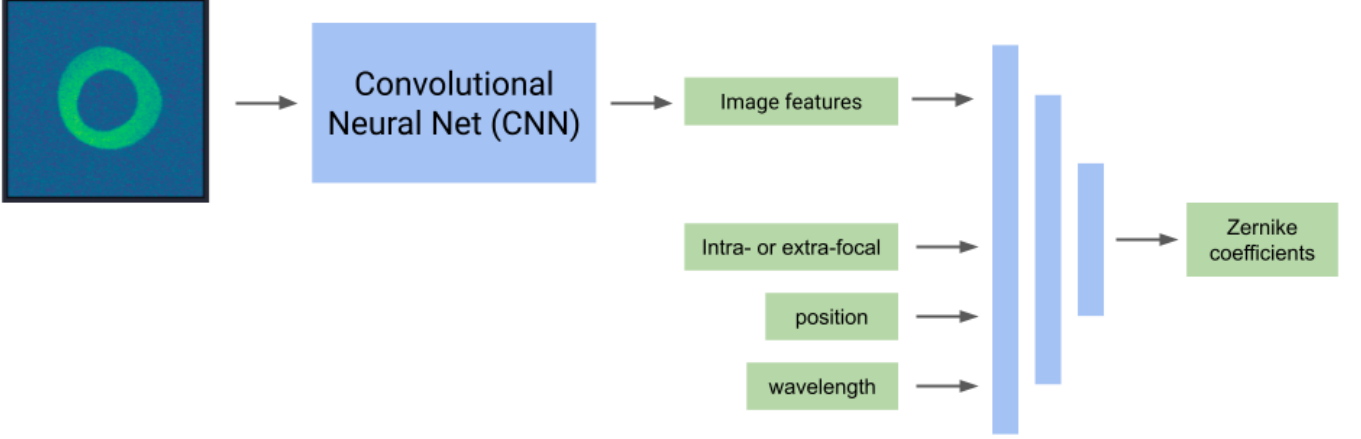 Convolutional
Neural Net (CNN)
Image features
Intra- or extra-focal
position
wavelength
Zernike
coefficients